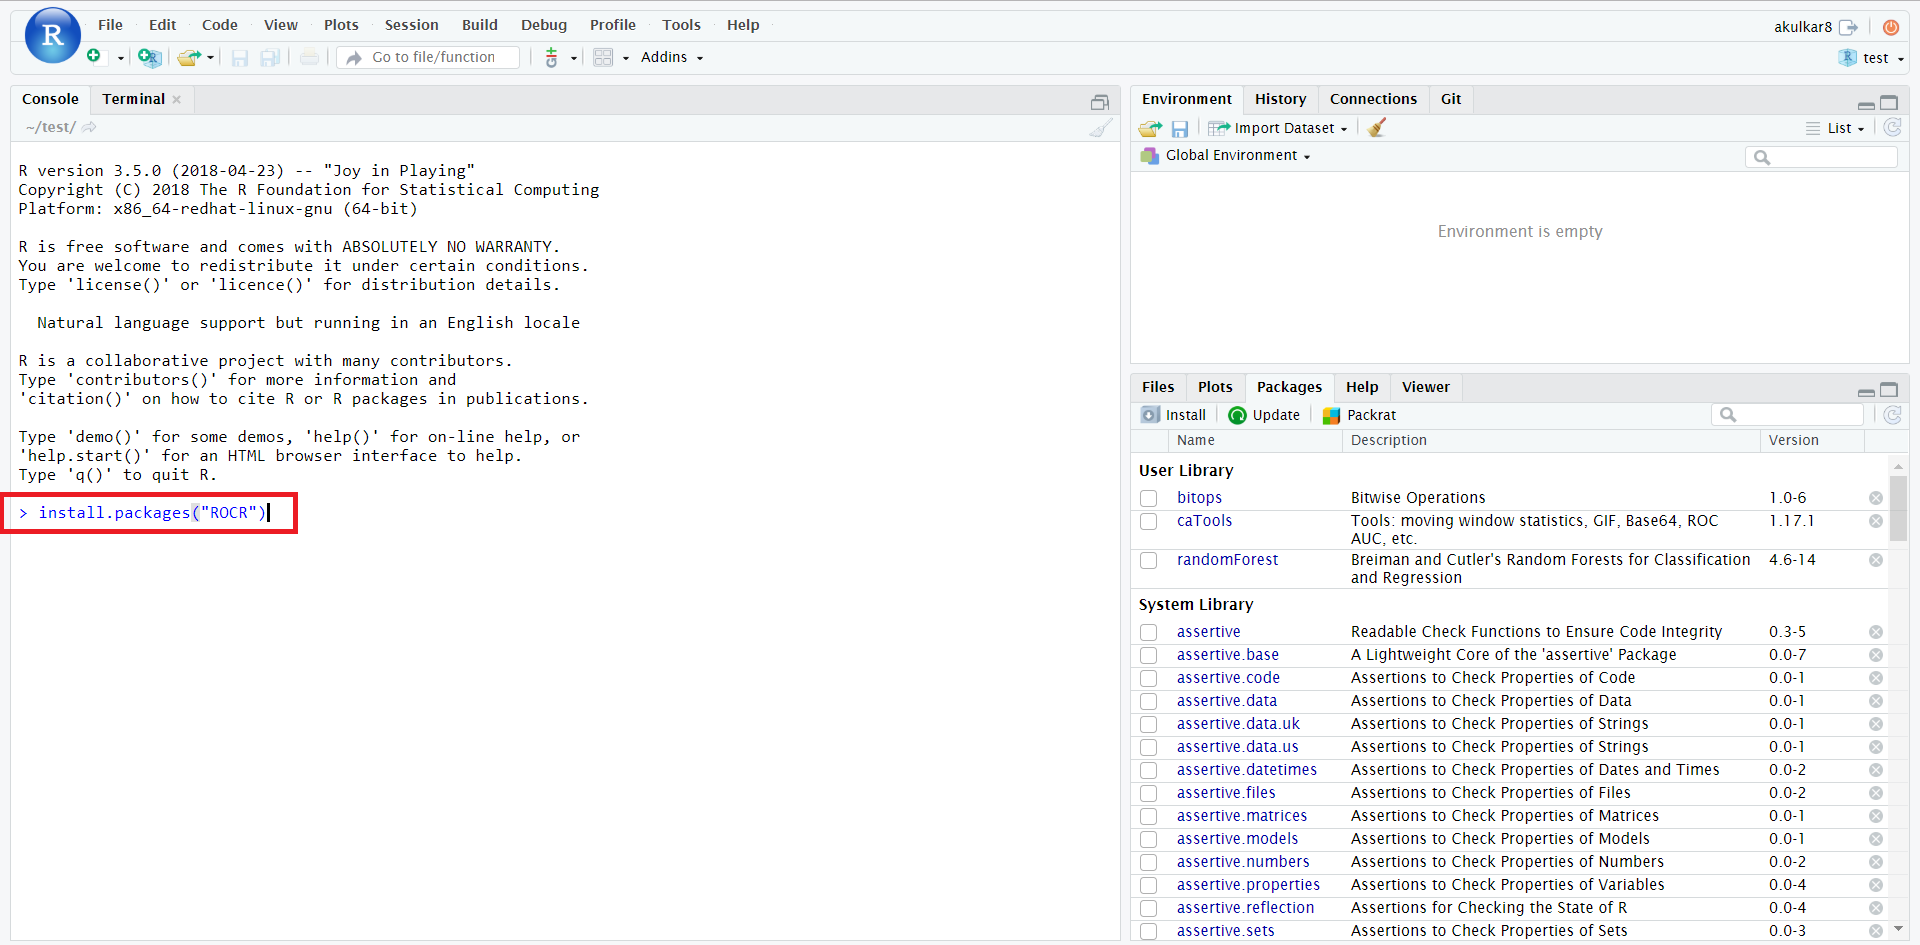 R
File Edit Code View Plots Session Build Debug Profile Tools Help
akulkar8
Go to file/function
Addins
test
Console Terminal
~/test/
R version 3.5.0 (2018-04-23) -- "Joy in Playing"
Copyright (C) 2018 The R Foundation for Statistical Computing
Platform: x86_64-redhat-linux-gnu (64-bit)
R is free software and comes with ABSOLUTELY NO WARRANTY.
You are welcome to redistribute it under certain conditions.
Type 'license()' or 'licence()' for distribution details.
Natural language support but running in an English locale
R is a collaborative project with many contributors.
Type 'contributors()' for more information and
'citation()' on how to cite R or R packages in publications.
Type 'demo()' for some demos, 'help()' for on-line help, or
'help.start()' for an HTML browser interface to help.
Type 'q()' to quit R.
> install.packages("ROCR")
Environment History Connections Git
Import Dataset
List
Global Environment
Environment is empty
Files Plots Packages Help Viewer
Install Update Packrat
Name Description Version
User Library
bitops Bitwise Operations 1.0-6
caTools Tools: moving window statistics, GIF, Base64, ROC 1.17.1
AUC, etc.
randomForest Breiman and Cutler's Random Forests for Classification 4.6-14
and Regression
System Library
assertive Readable Check Functions to Ensure Code Integrity 0.3-5
assertive.base A Lightweight Core of the 'assertive' Package 0.0-7
assertive.code Assertions to Check Properties of Code 0.0-1
assertive.data Assertions to Check Properties of Data 0.0-1
assertive.data.uk Assertions to Check Properties of Strings 0.0-1
assertive.data.us Assertions to Check Properties of Strings 0.0-1
assertive.datetimes Assertions to Check Properties of Dates and Times 0.0-2
assertive.files Assertions to Check Properties of Files 0.0-2
assertive.matrices Assertions to Check Properties of Matrices 0.0-1
assertive.models Assertions to Check Properties of Models 0.0-1
assertive.numbers Assertions to Check Properties of Numbers 0.0-2
assertive.properties Assertions to Check Properties of Variables 0.0-4
assertive.reflection Assertions for Checking the State of R 0.0-4
assertive.sets Assertions to Check Properties of Sets 0.0-3